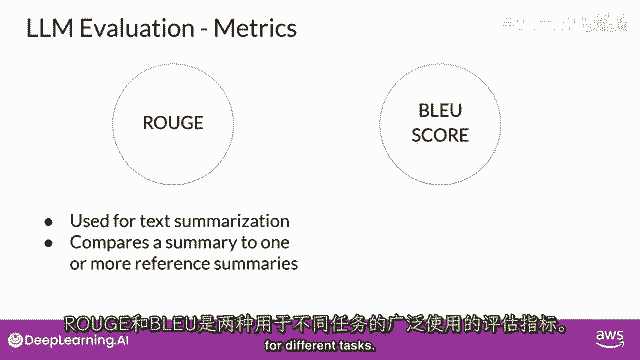 LLM Evaluation - Metrics
ROUGE
BLEU
SCORE
● Used for text summarization
● Compares a summary to one
or more reference summaries
ROUGE和BLEU是两种用于不同任务的广泛使用的评估指标。
for different tasks.
DeepLearning.AI
aws